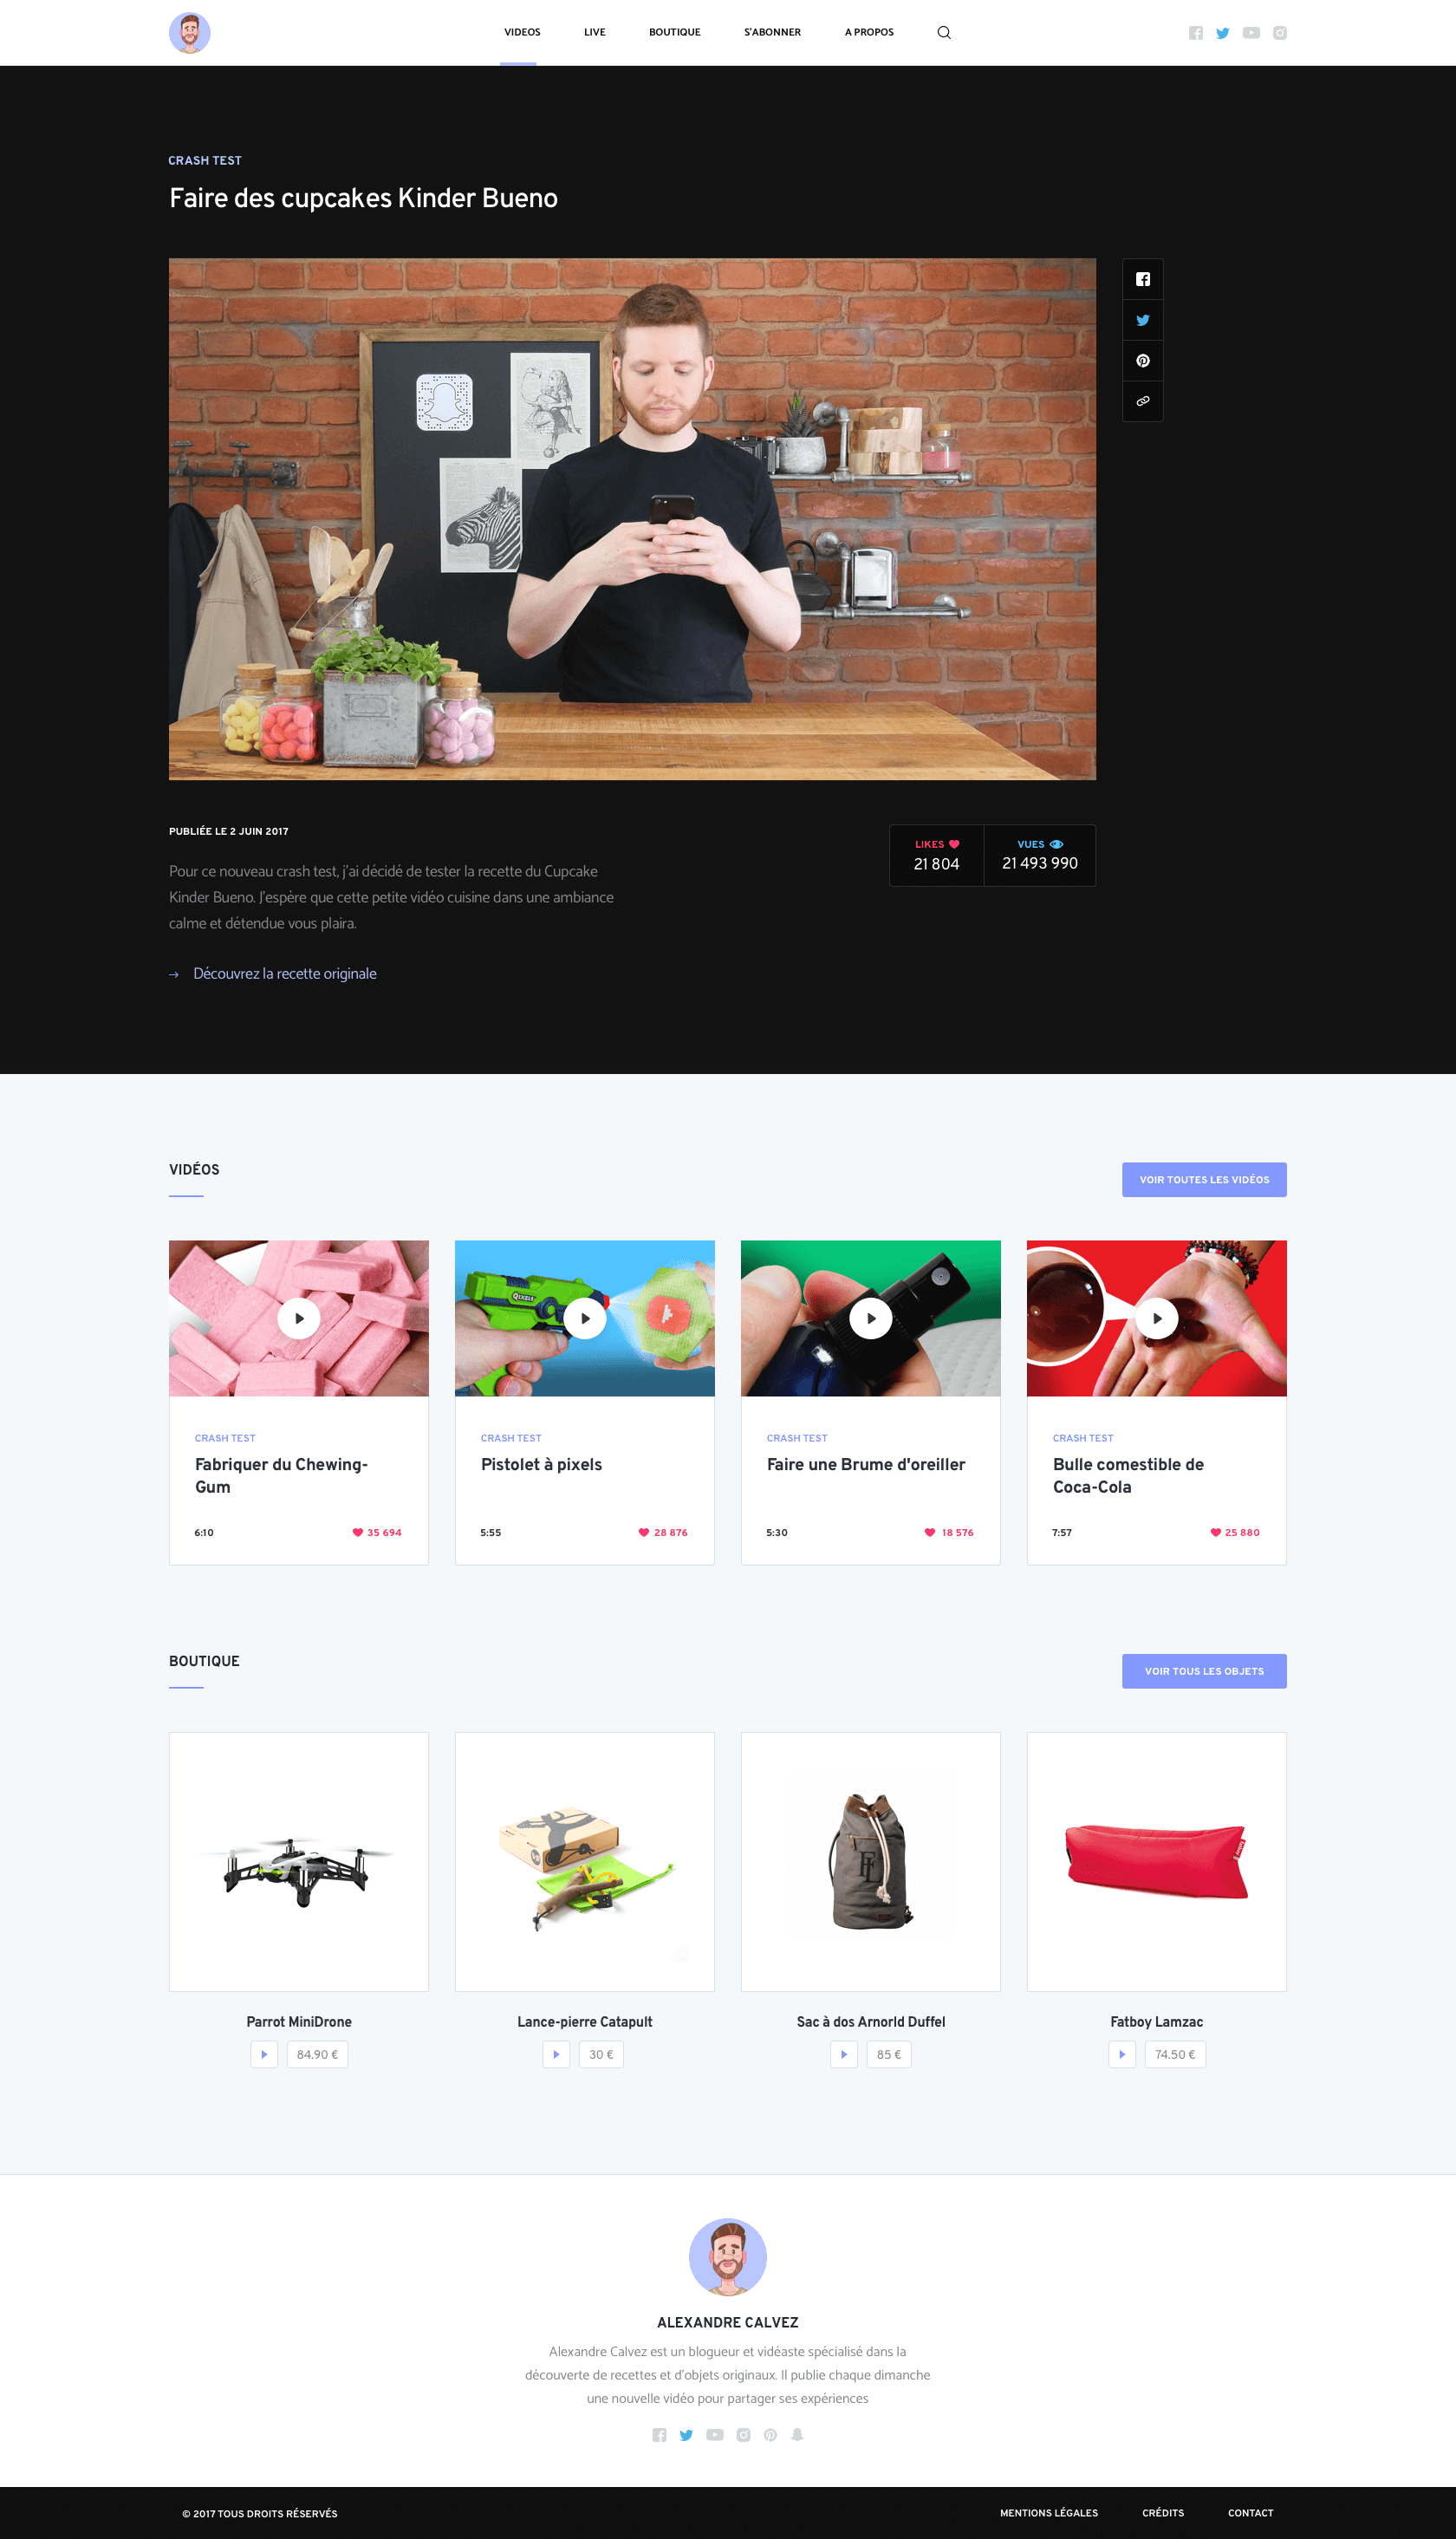 VIDEOS LIVE BOUTIQUE S'ABONNER A PROPOS
CRASH TEST
Faire des cupcakes Kinder Bueno
PUBLIÉE LE 2 JUIN 2017
LIKES VUES
21 804 21 493 990
Pour ce nouveau crash test, j'ai décidé de tester la recette du Cupcake
Kinder Bueno. J'espère que cette petite vidéo cuisine dans une ambiance
calme et détendue vous plaira.
Découvrez la recette originale
VIDÉOS
VOIR TOUTES LES VIDÉOS
CRASH TEST
Fabriquer du Chewing-
Gum
6:10 35 694
Qixels
CRASH TEST
Pistolet à pixels
5:55 28 876
CRASH TEST
Faire une Brume d'oreiller
5:30 18 576
CRASH TEST
Bulle comestible de
Coca-Cola
7:57 25 880
BOUTIQUE
VOIR TOUS LES OBJETS
Parrot MiniDrone
84.90 €
Lance-pierre Catapult
30 €
Sac à dos Arnorld Duffel
85 €
Fatboy Lamzac
74.50 €
ALEXANDRE CALVEZ
Alexandre Calvez est un blogueur et vidéaste spécialisé dans la
découverte de recettes et d'objets originaux. Il publie chaque dimanche
une nouvelle vidéo pour partager ses expériences
© 2017 TOUS DROITS RÉSERVÉS
MENTIONS LÉGALES CRÉDITS CONTACT